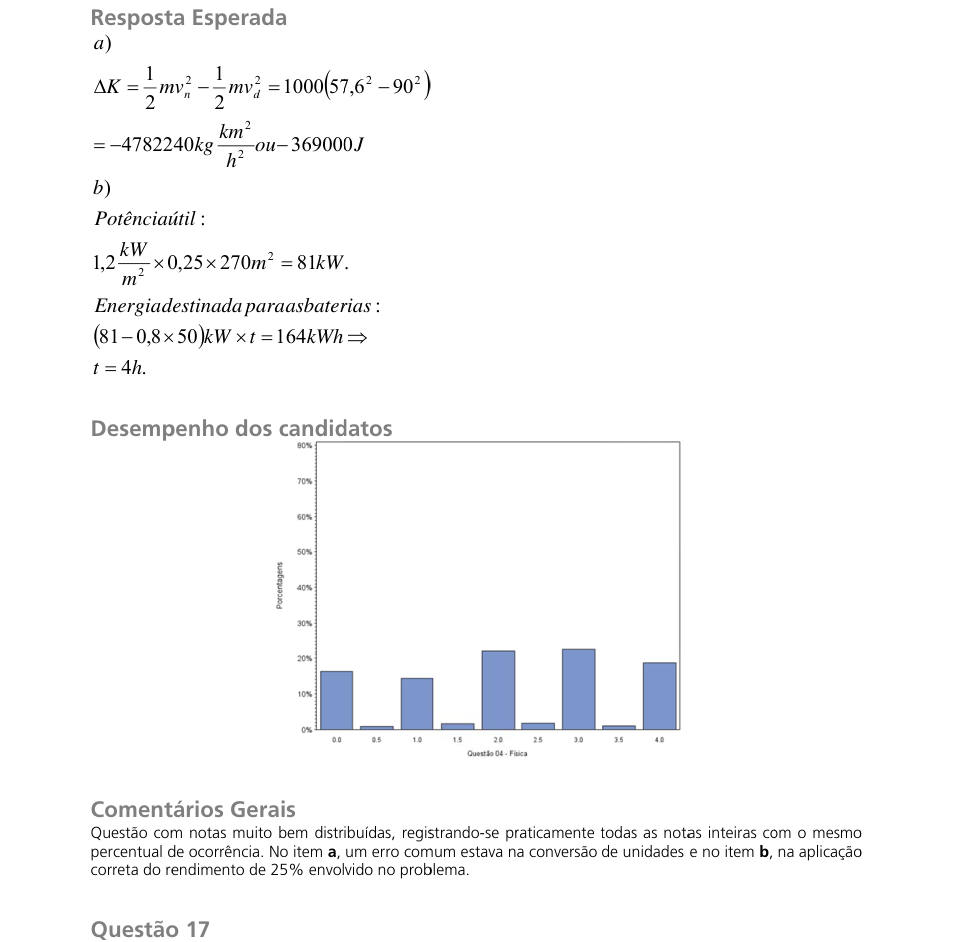 Resposta Esperada
a)
ΔK = 1/2 mv_n^2 − 1/2 mv_d^2 = 1000(57,6^2 − 90^2)
= −4782240kg km^2/h^2 ou− 369000J
b)
Potênciaútil :
1,2 kW/m^2 × 0,25 × 270m^2 = 81kW.
Energiadestinada paraasbaterias :
(81 − 0,8 × 50)kW × t = 164kWh ⇒
t = 4h.
Desempenho dos candidatos
80%
70%
60%
50%
40%
30%
20%
10%
0%
Porcentagens
0.0 0.5 1.0 1.5 2.0 2.5 3.0 3.5 4.0
Questão 04 - Física
Comentários Gerais
Questão com notas muito bem distribuídas, registrando-se praticamente todas as notas inteiras com o mesmo
percentual de ocorrência. No item a, um erro comum estava na conversão de unidades e no item b, na aplicação
correta do rendimento de 25% envolvido no problema.
Questão 17